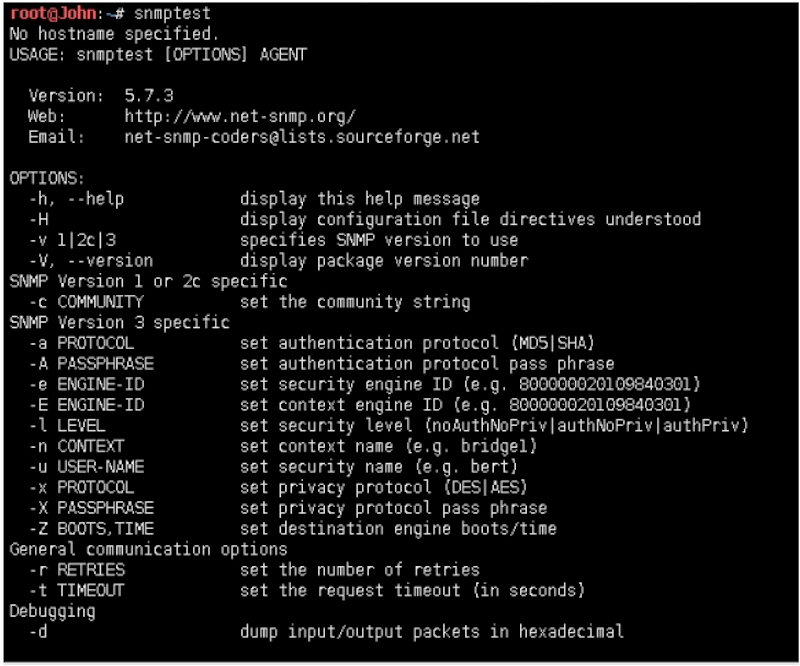 root@John:~# snmptest
No hostname specified.
USAGE: snmptest [OPTIONS] AGENT
Version: 5.7.3
Web: http://www.net-snmp.org/
Email: net-snmp-coders@lists.sourceforge.net
OPTIONS:
-h, --help display this help message
-H display configuration file directives understood
-v 1|2c|3 specifies SNMP version to use
-V, --version display package version number
SNMP Version 1 or 2c specific
-c COMMUNITY set the community string
SNMP Version 3 specific
-a PROTOCOL set authentication protocol (MD5|SHA)
-A PASSPHRASE set authentication protocol pass phrase
-e ENGINE-ID set security engine ID (e.g. 800000020109840301)
-E ENGINE-ID set context engine ID (e.g. 800000020109840301)
-l LEVEL set security level (noAuthNoPriv|authNoPriv|authPriv)
-n CONTEXT set context name (e.g. bridge1)
-u USER-NAME set security name (e.g. bert)
-x PROTOCOL set privacy protocol (DES|AES)
-X PASSPHRASE set privacy protocol pass phrase
-Z BOOTS,TIME set destination engine boots/time
General communication options
-r RETRIES set the number of retries
-t TIMEOUT set the request timeout (in seconds)
Debugging
-d dump input/output packets in hexadecimal